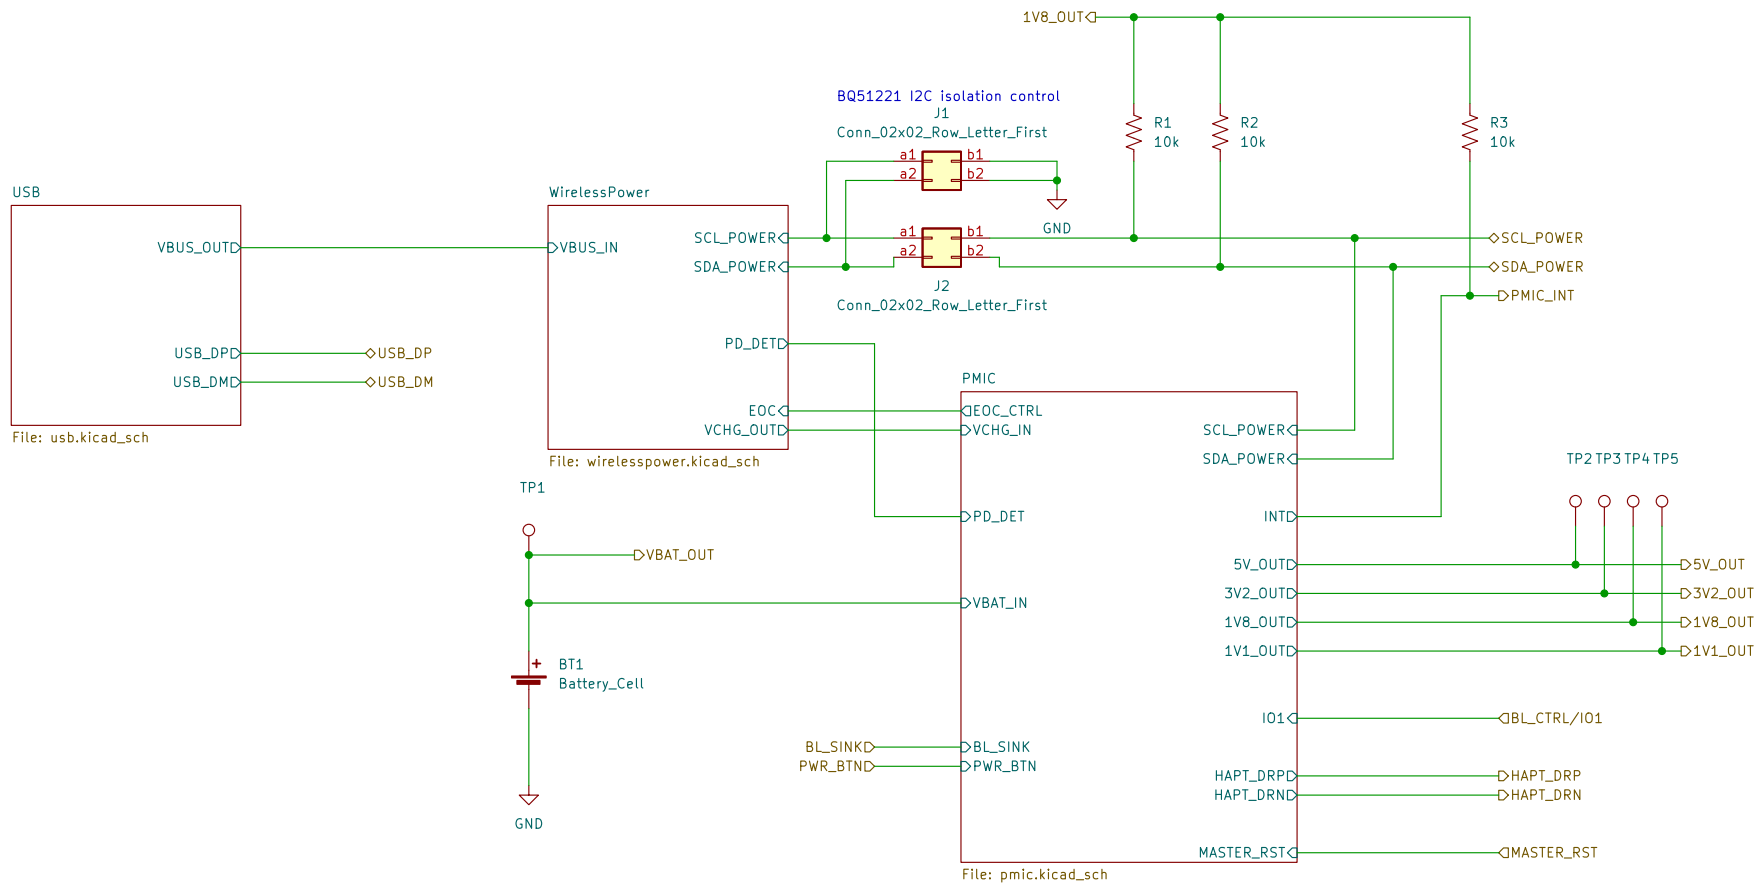 1V8_OUT
BQ51221 I2C isolation control
J1
Conn_02x02_Row_Letter_First
a1
b1
a2
b2
GND
R1
10k
R2
10k
R3
10k
USB
VBUS_OUT
USB_DP
USB_DM
USB_DP
USB_DM
File: usb.kicad_sch
WirelessPower
VBUS_IN
SCL_POWER
SDA_POWER
PD_DET
EOC
VCHG_OUT
File: wirelesspower.kicad_sch
a1
b1
a2
b2
J2
Conn_02x02_Row_Letter_First
SCL_POWER
SDA_POWER
PMIC_INT
PMIC
EOC_CTRL
VCHG_IN
PD_DET
VBAT_IN
BL_SINK
PWR_BTN
BL_SINK
PWR_BTN
SCL_POWER
SDA_POWER
INT
5V_OUT
3V2_OUT
1V8_OUT
1V1_OUT
IO1
HAPT_DRP
HAPT_DRN
MASTER_RST
File: pmic.kicad_sch
TP1
VBAT_OUT
+
BT1
Battery_Cell
GND
TP2 TP3 TP4 TP5
5V_OUT
3V2_OUT
1V8_OUT
1V1_OUT
BL_CTRL/IO1
HAPT_DRP
HAPT_DRN
MASTER_RST